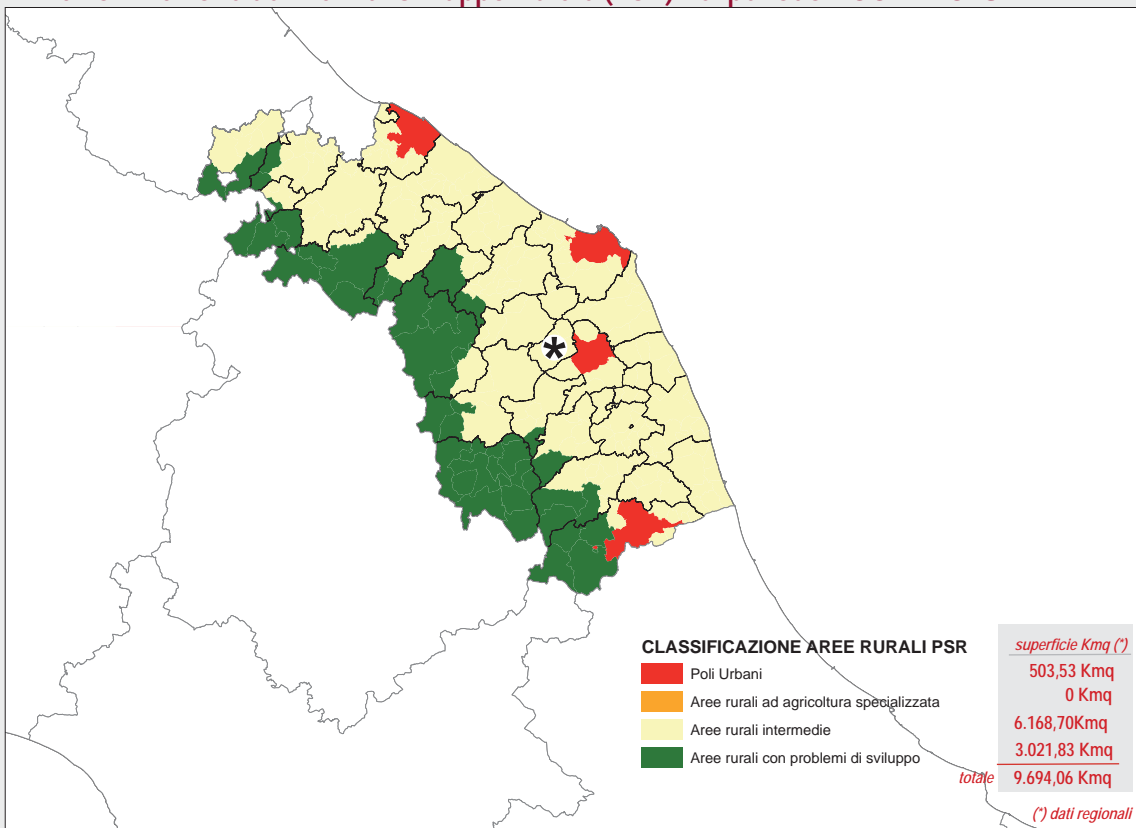 CLASSIFICAZIONE AREE RURALI PSR
superficie Kmq (*)
Poli Urbani
503,53 Kmq
Aree rurali ad agricoltura specializzata
0 Kmq
Aree rurali intermedie
6.168,70Kmq
Aree rurali con problemi di sviluppo
3.021,83 Kmq
totale 9.694,06 Kmq
(*) dati regionali